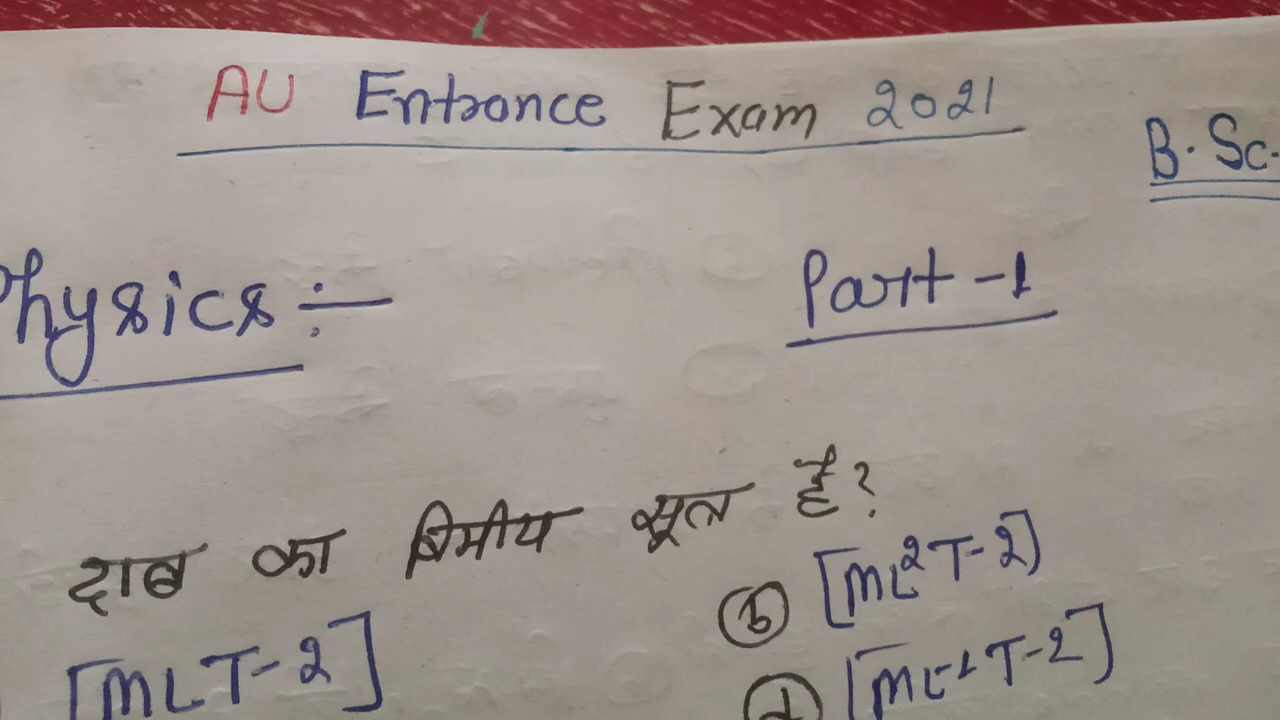 AU Entrance Exam 2021
B.Sc.
Physics :-
Part-1
दाब का विमीय सूत्र है?
[MLT-2]
(b) [ML²T-2]
(d) [ML-1T-2]